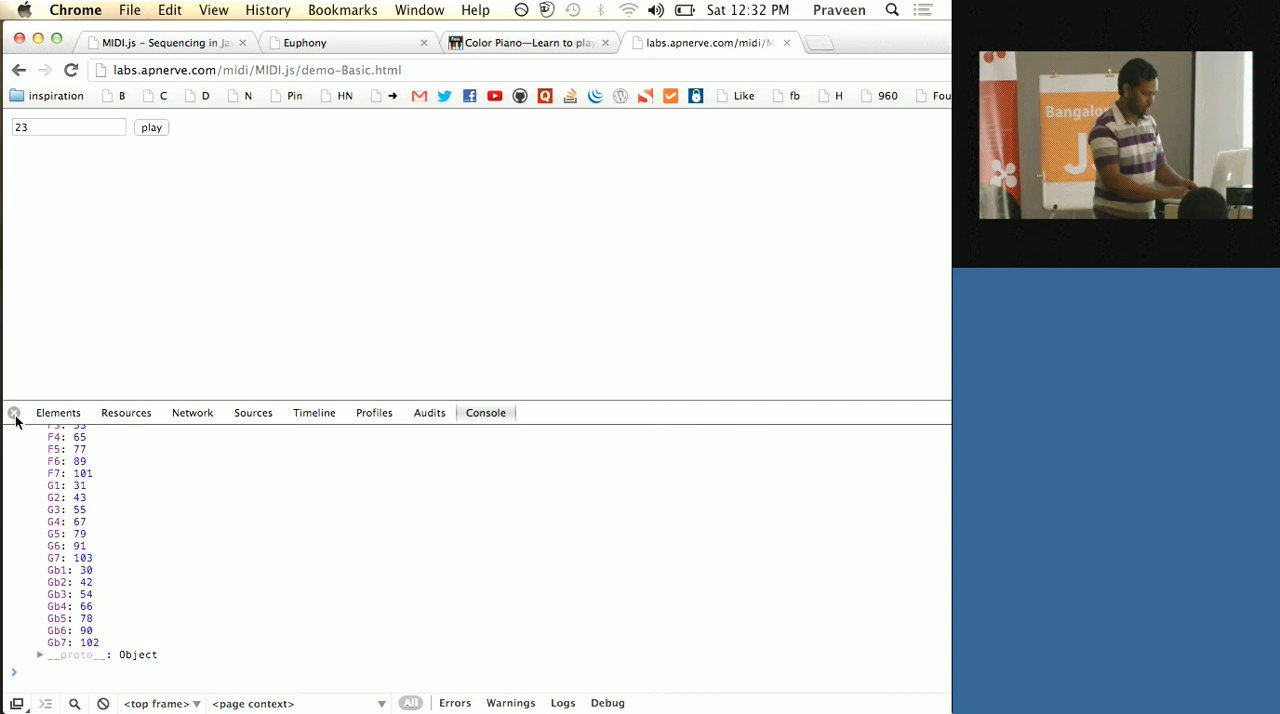 Chrome File Edit View History Bookmarks Window Help Sat 12:32 PM Praveen
MIDI.js – Sequencing in Ja
Euphony
Color Piano—Learn to play
labs.apnerve.com/midi/M
labs.apnerve.com/midi/MIDI.js/demo-Basic.html
inspiration B C D N Pin HN → Like fb H 960 Fou
23 play
Bangalo
J
Elements Resources Network Sources Timeline Profiles Audits Console
F3: 53
F4: 65
F5: 77
F6: 89
F7: 101
G1: 31
G2: 43
G3: 55
G4: 67
G5: 79
G6: 91
G7: 103
Gb1: 30
Gb2: 42
Gb3: 54
Gb4: 66
Gb5: 78
Gb6: 90
Gb7: 102
__proto__: Object
<top frame> <page context> All Errors Warnings Logs Debug